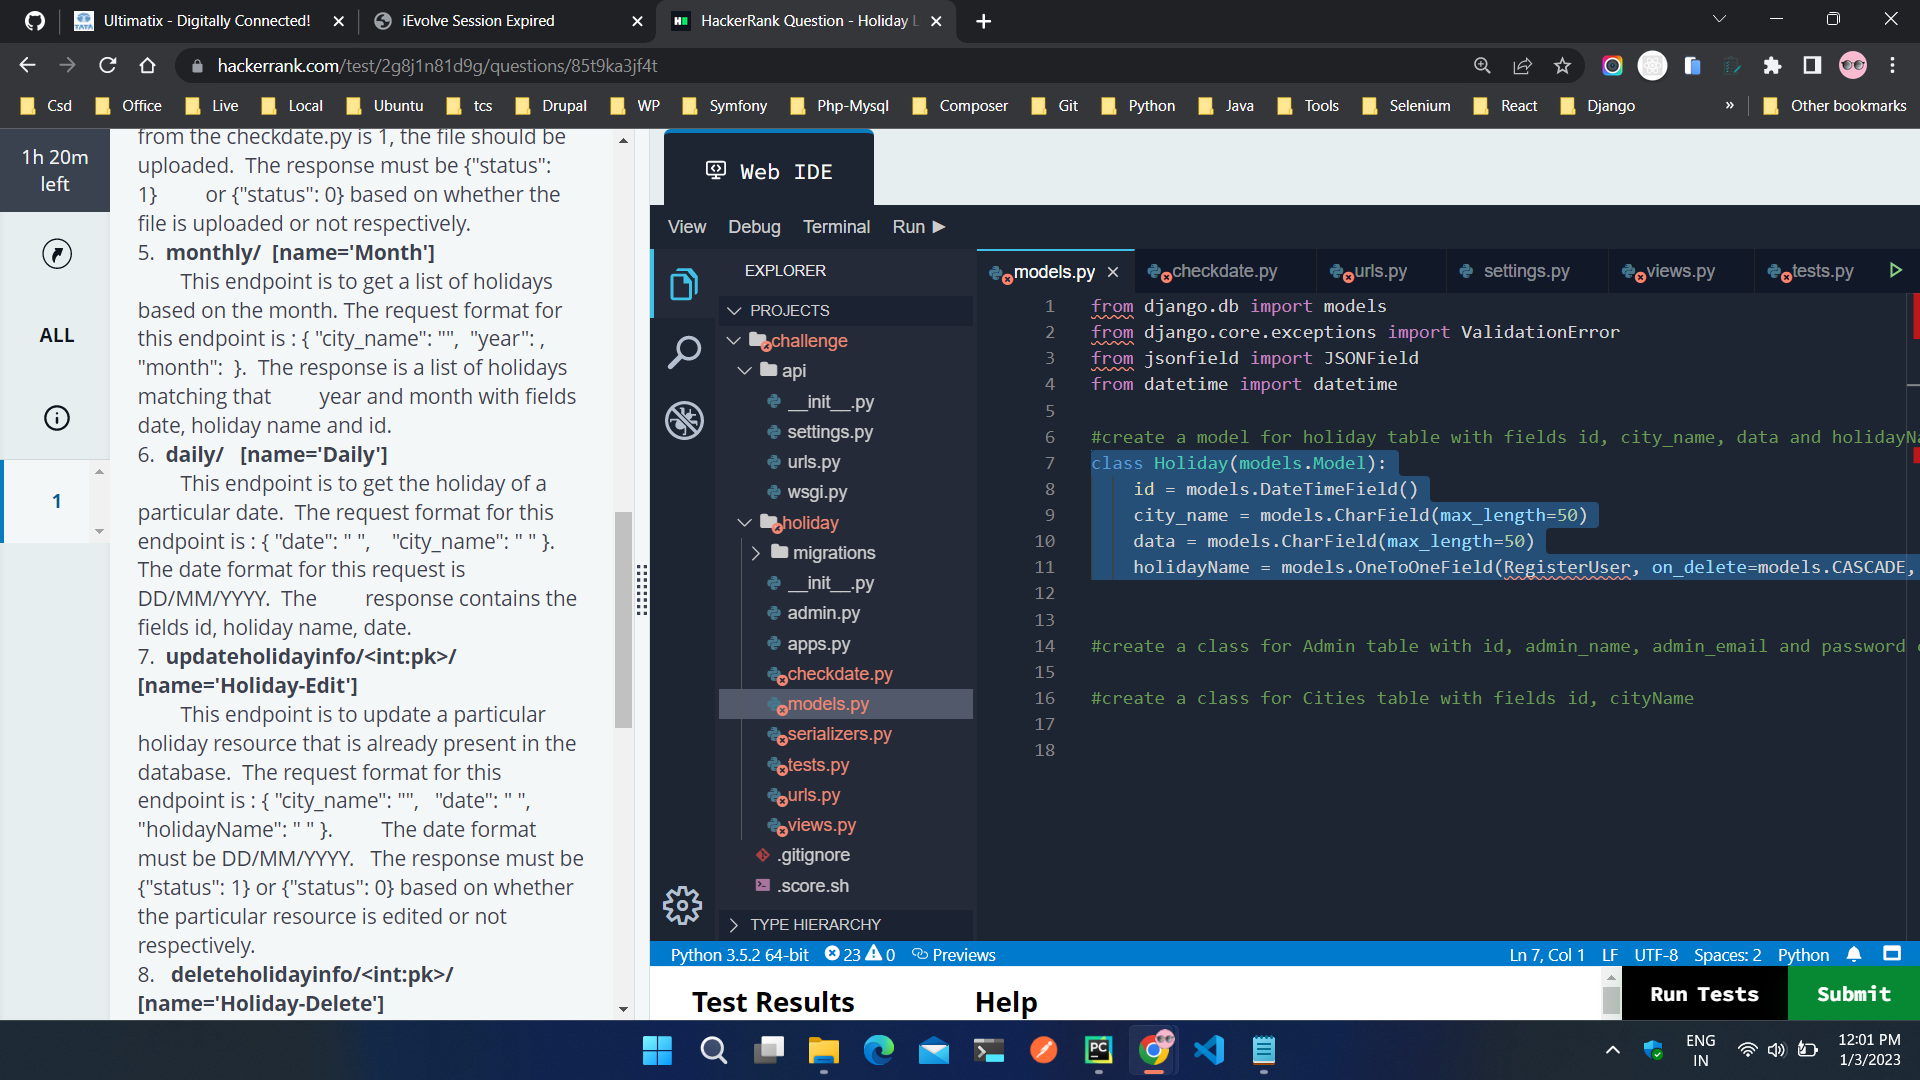 Ultimatix - Digitally Connected!
iEvolve Session Expired
HackerRank Question - Holiday L
hackerrank.com/test/2g8j1n81d9g/questions/85t9ka3jf4t
Csd Office Live Local Ubuntu tcs Drupal WP Symfony Php-Mysql Composer Git Python Java Tools Selenium React Django » Other bookmarks
1h 20m
left
ALL
1
from the checkdate.py is 1, the file should be
uploaded. The response must be {"status":
1} or {"status": 0} based on whether the
file is uploaded or not respectively.
5. monthly/ [name='Month']
This endpoint is to get a list of holidays
based on the month. The request format for
this endpoint is : { "city_name": "", "year": ,
"month": }. The response is a list of holidays
matching that year and month with fields
date, holiday name and id.
6. daily/ [name='Daily']
This endpoint is to get the holiday of a
particular date. The request format for this
endpoint is : { "date": " ", "city_name": " " }.
The date format for this request is
DD/MM/YYYY. The response contains the
fields id, holiday name, date.
7. updateholidayinfo/<int:pk>/
[name='Holiday-Edit']
This endpoint is to update a particular
holiday resource that is already present in the
database. The request format for this
endpoint is : { "city_name": "", "date": " ",
"holidayName": " " }. The date format
must be DD/MM/YYYY. The response must be
{"status": 1} or {"status": 0} based on whether
the particular resource is edited or not
respectively.
8. deleteholidayinfo/<int:pk>/
[name='Holiday-Delete']
Web IDE
View Debug Terminal Run
EXPLORER
PROJECTS
challenge
api
__init__.py
settings.py
urls.py
wsgi.py
holiday
migrations
__init__.py
admin.py
apps.py
checkdate.py
models.py
serializers.py
tests.py
urls.py
views.py
.gitignore
.score.sh
TYPE HIERARCHY
models.py checkdate.py urls.py settings.py views.py tests.py
1 from django.db import models
2 from django.core.exceptions import ValidationError
3 from jsonfield import JSONField
4 from datetime import datetime
5
6 #create a model for holiday table with fields id, city_name, data and holidayNa
7 class Holiday(models.Model):
8 id = models.DateTimeField()
9 city_name = models.CharField(max_length=50)
10 data = models.CharField(max_length=50)
11 holidayName = models.OneToOneField(RegisterUser, on_delete=models.CASCADE,
12
13
14 #create a class for Admin table with id, admin_name, admin_email and password
15
16 #create a class for Cities table with fields id, cityName
17
18
Python 3.5.2 64-bit 23 0 Previews Ln 7, Col 1 LF UTF-8 Spaces: 2 Python
Test Results Help Run Tests Submit
ENG
IN
12:01 PM
1/3/2023